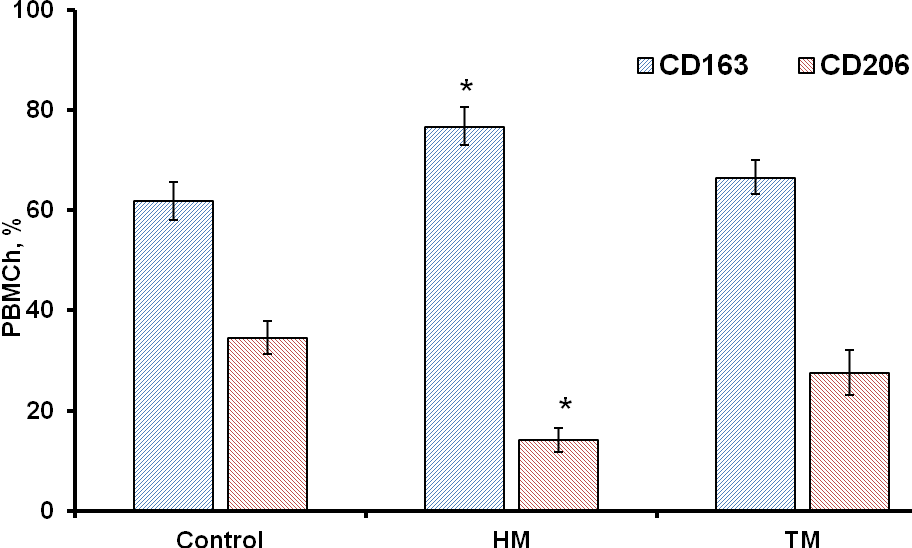 100
80
60
40
20
0
PBMCh, %
CD163 CD206
*
*
Control HM TM